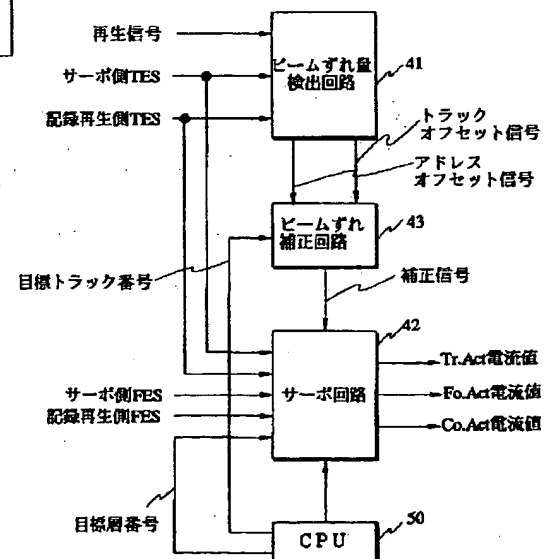 再生信号
サーボ側TES
記録再生側TES
ビームずれ量
検出回路
41
トラック
オフセット信号
アドレス
オフセット信号
ビームずれ
補正回路
43
目標トラック番号
補正信号
42
サーボ側FES
記録再生側FES
サーボ回路
Tr.Act電流値
Fo.Act電流値
Co.Act電流値
目標層番号
CPU
50